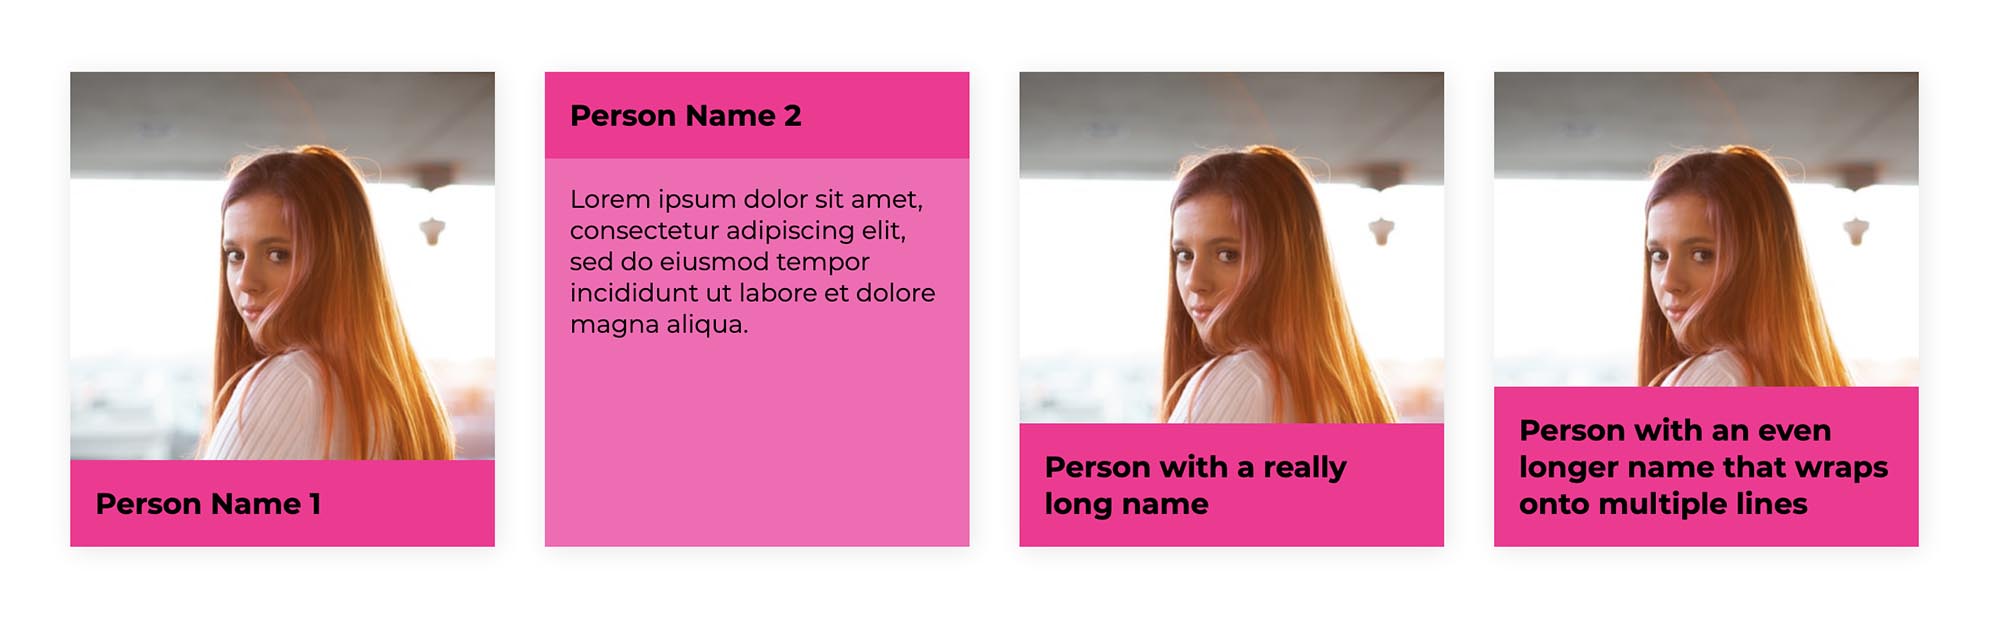 Person Name 1
Person Name 2
Lorem ipsum dolor sit amet,
consectetur adipiscing elit,
sed do eiusmod tempor
incididunt ut labore et dolore
magna aliqua.
Person with a really
long name
Person with an even
longer name that wraps
onto multiple lines